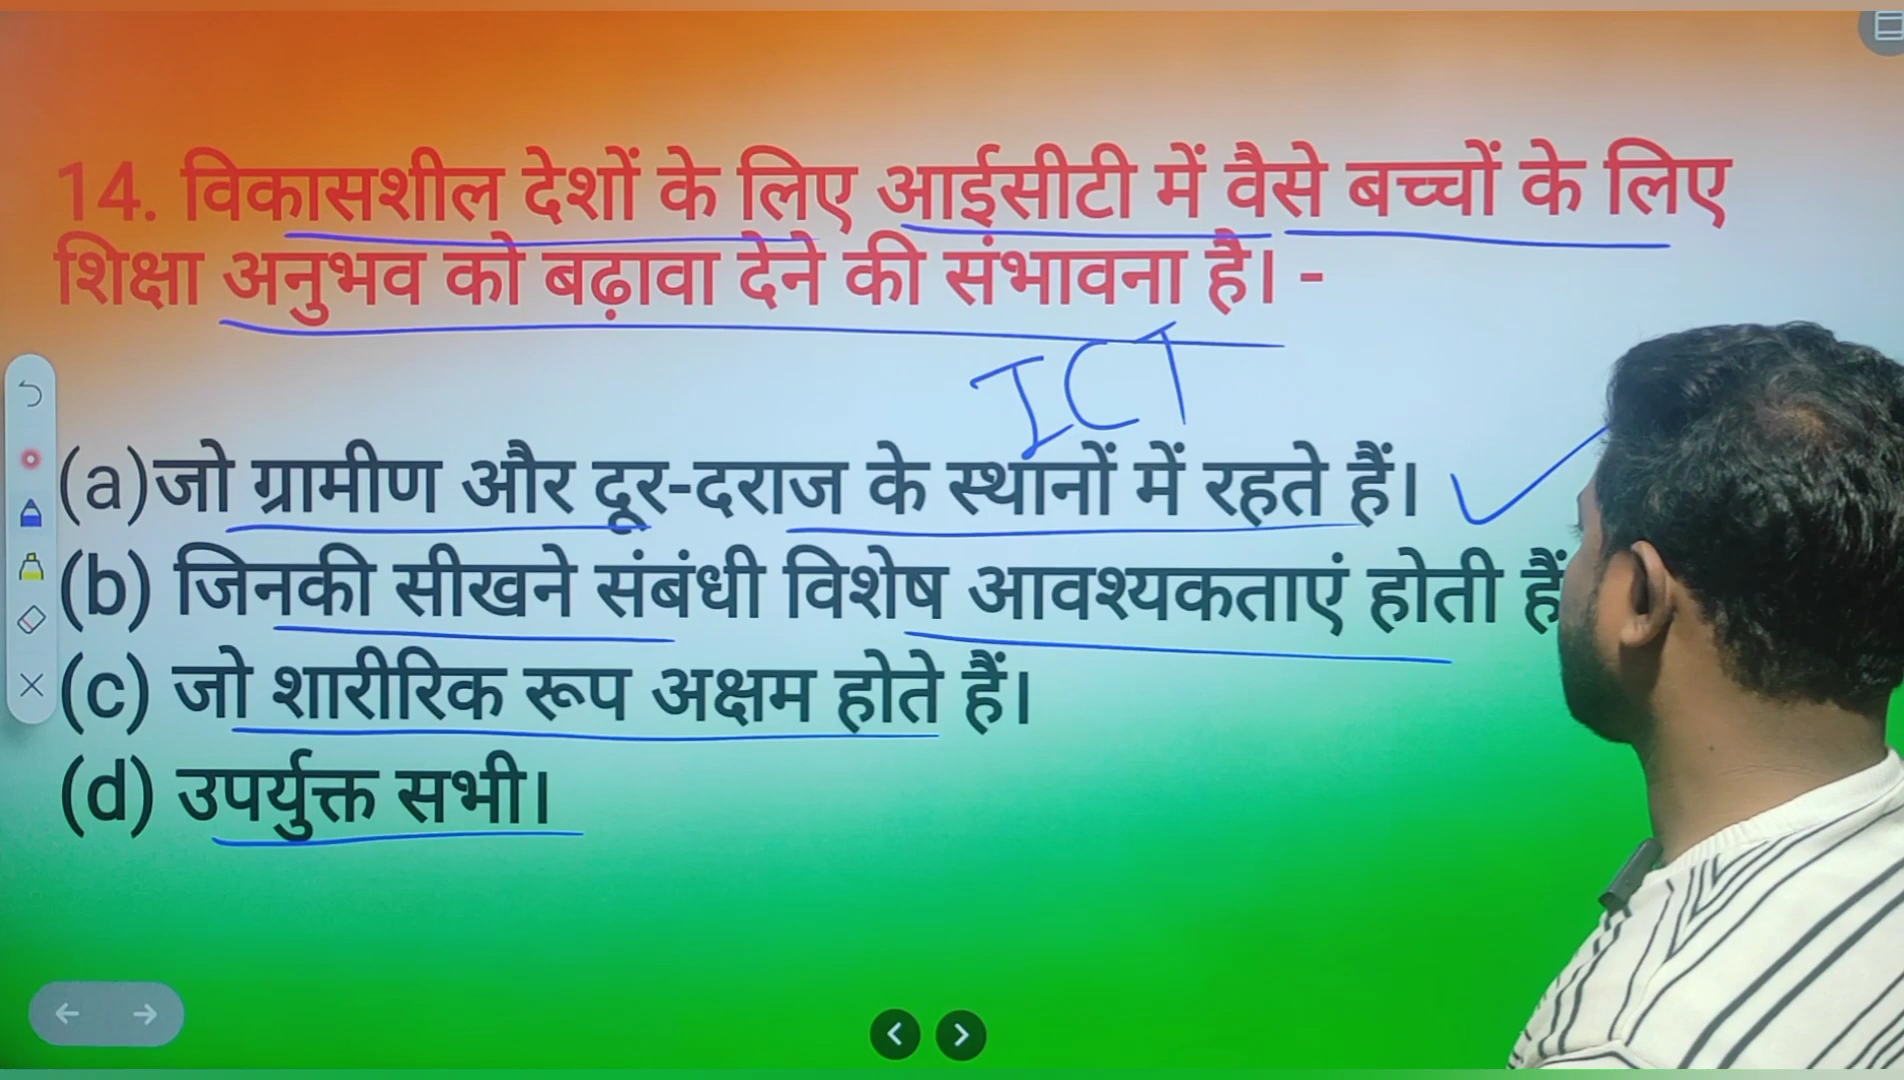 14. विकासशील देशों के लिए आईसीटी में वैसे बच्चों के लिए
शिक्षा अनुभव को बढ़ावा देने की संभावना है। -
ICT
(a)जो ग्रामीण और दूर-दराज के स्थानों में रहते हैं।
(b) जिनकी सीखने संबंधी विशेष आवश्यकताएं होती हैं
(c) जो शारीरिक रूप अक्षम होते हैं।
(d) उपर्युक्त सभी।